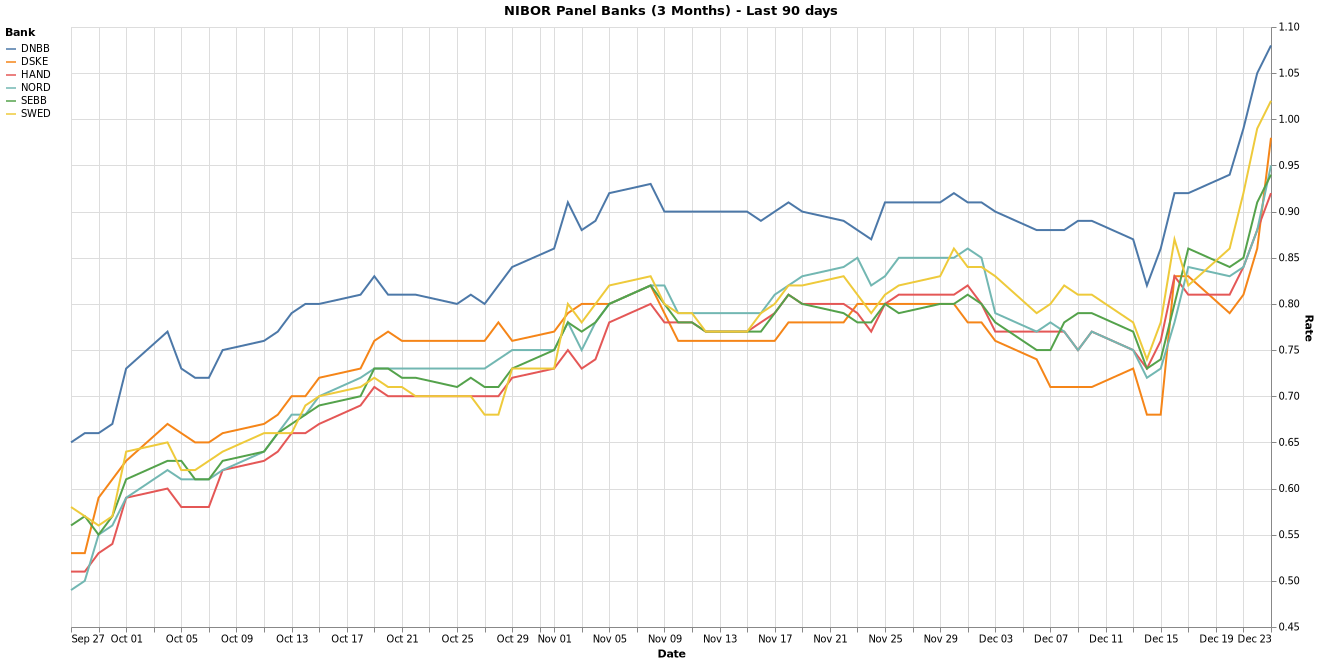 NIBOR Panel Banks (3 Months) - Last 90 days
Bank
DNBB
DSKE
HAND
NORD
SEBB
SWED
1.10
1.05
1.00
0.95
0.90
0.85
0.80
0.75
0.70
0.65
0.60
0.55
0.50
0.45
Rate
Sep 27 Oct 01 Oct 05 Oct 09 Oct 13 Oct 17 Oct 21 Oct 25 Oct 29 Nov 01 Nov 05 Nov 09 Nov 13 Nov 17 Nov 21 Nov 25 Nov 29 Dec 03 Dec 07 Dec 11 Dec 15 Dec 19 Dec 23
Date